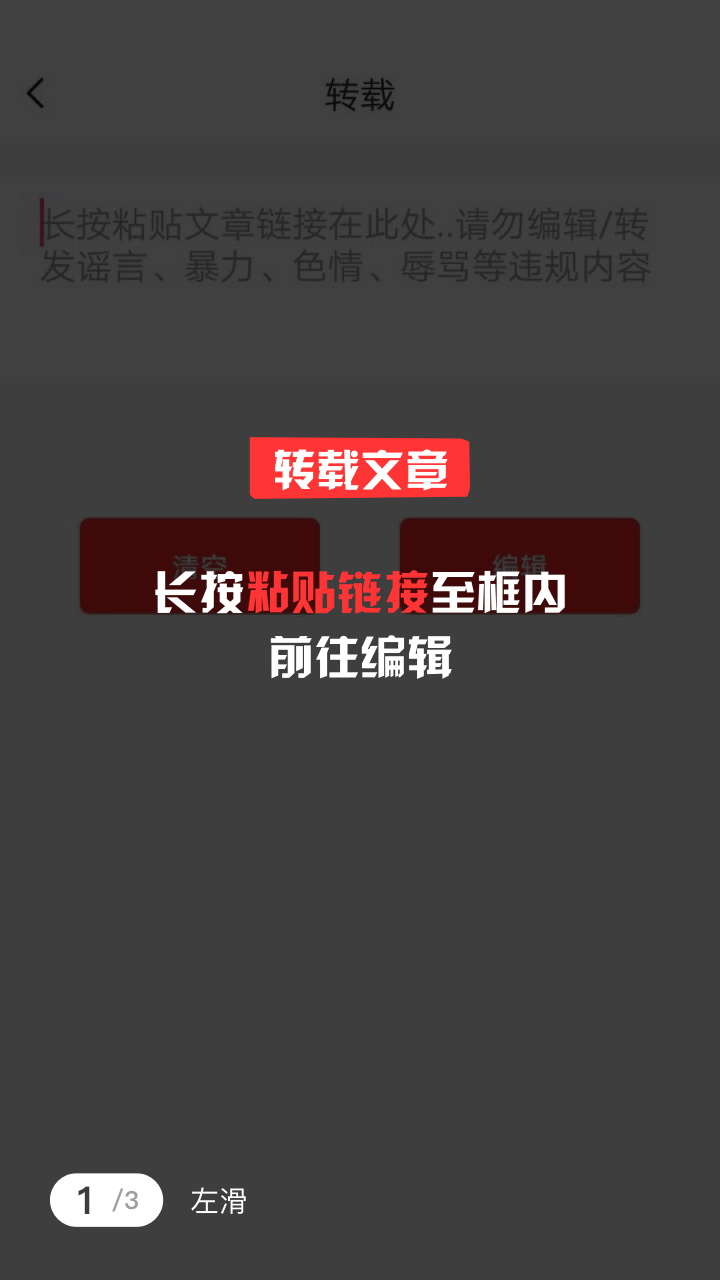 转载
长按粘贴文章链接在此处..请勿编辑/转
发谣言、暴力、色情、辱骂等违规内容
转载文章
清空
编辑
长按粘贴链接至框内
前往编辑
1/3
左滑